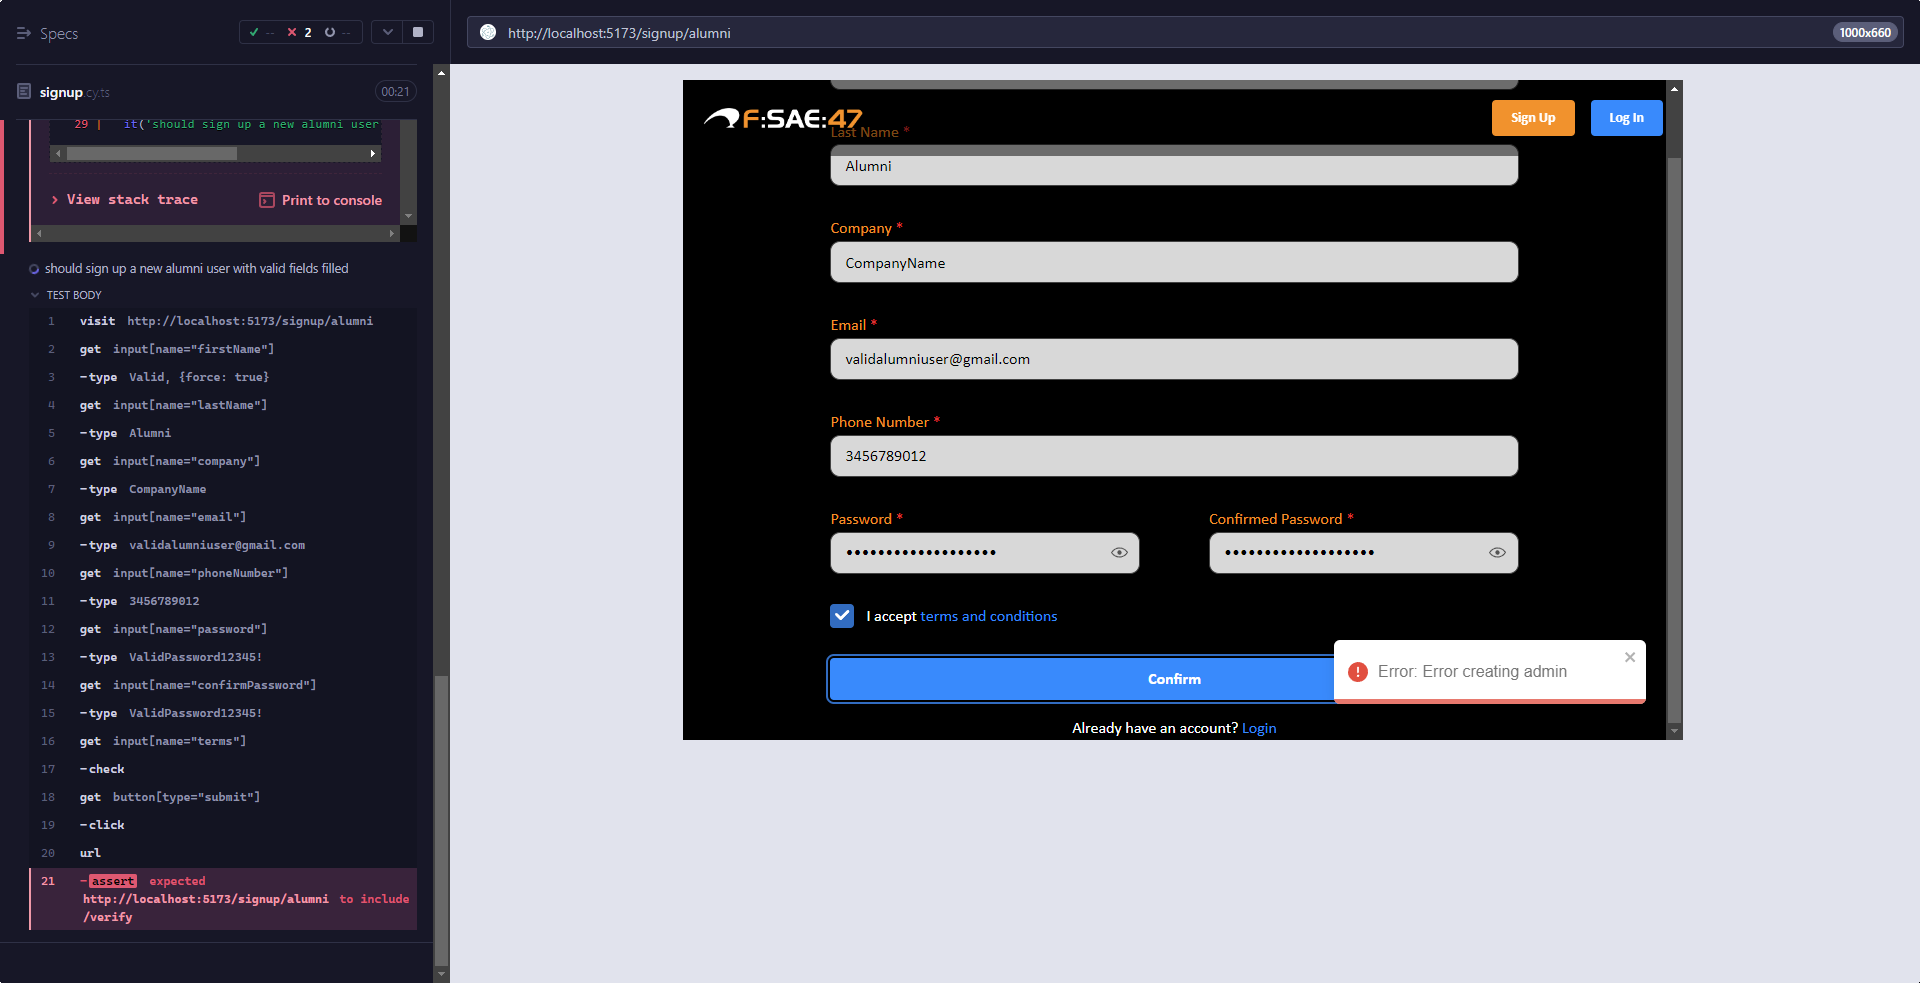 Specs
-- 2 --
http://localhost:5173/signup/alumni
1000x660
signup.cy.ts
00:21
29 | it('should sign up a new alumni user
View stack trace
Print to console
should sign up a new alumni user with valid fields filled
TEST BODY
1 visit http://localhost:5173/signup/alumni
2 get input[name="firstName"]
3 -type Valid, {force: true}
4 get input[name="lastName"]
5 -type Alumni
6 get input[name="company"]
7 -type CompanyName
8 get input[name="email"]
9 -type validalumniuser@gmail.com
10 get input[name="phoneNumber"]
11 -type 3456789012
12 get input[name="password"]
13 -type ValidPassword12345!
14 get input[name="confirmPassword"]
15 -type ValidPassword12345!
16 get input[name="terms"]
17 -check
18 get button[type="submit"]
19 -click
20 url
21 -assert expected
http://localhost:5173/signup/alumni to include
/verify
F:SAE:47
Sign Up
Log In
Last Name *
Alumni
Company *
CompanyName
Email *
validalumniuser@gmail.com
Phone Number *
3456789012
Password *
Confirmed Password *
•••••••••••••••••••
•••••••••••••••••••
I accept terms and conditions
Confirm
Error: Error creating admin
Already have an account? Login